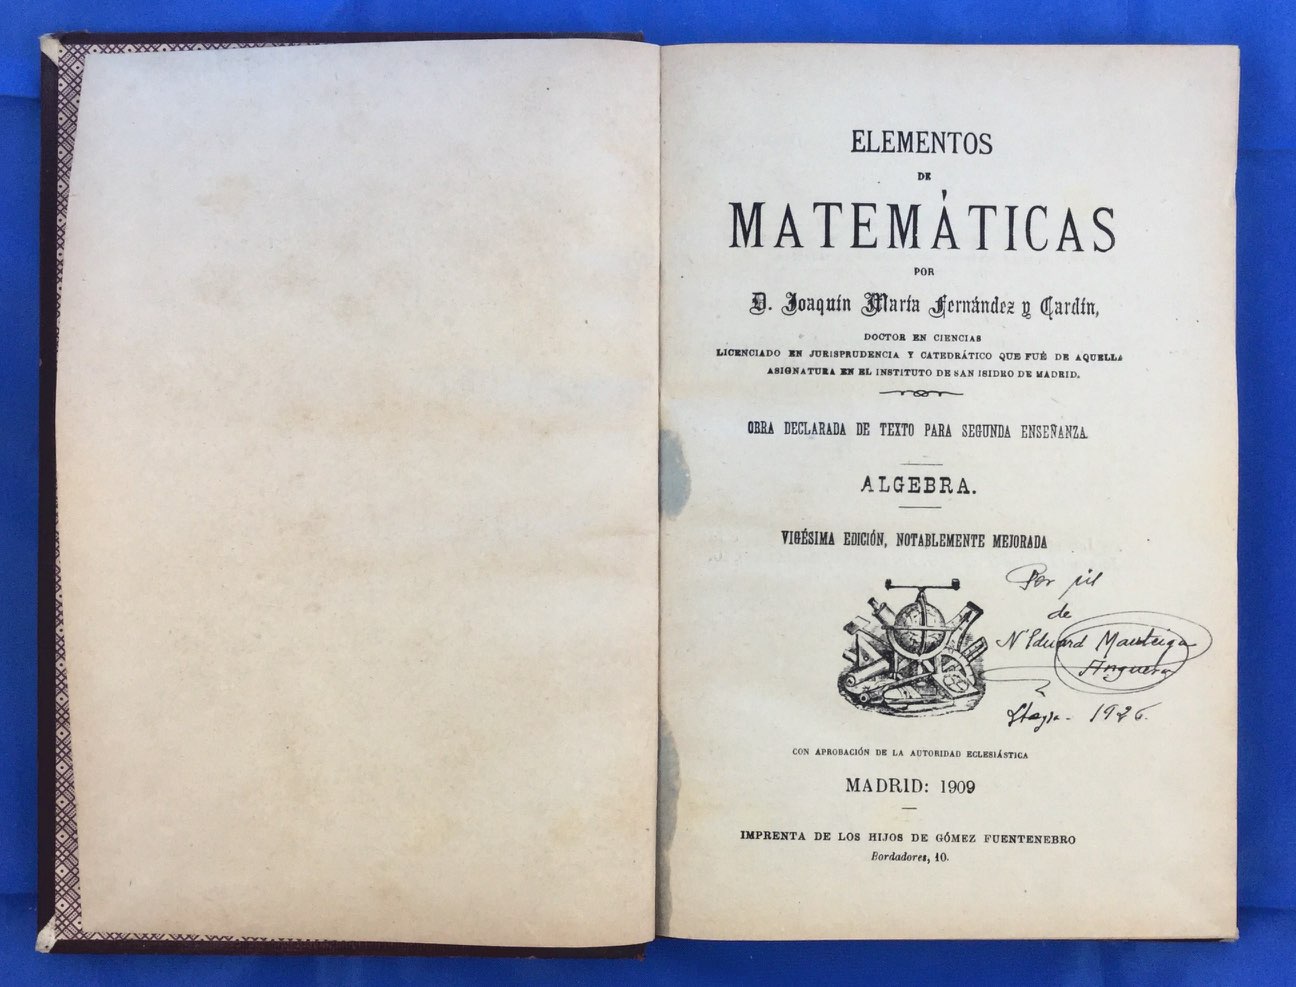 ELEMENTOS
DE
MATEMÁTICAS
POR
D. Joaquín María Fernández y Cardín,
DOCTOR EN CIENCIAS
LICENCIADO EN JURISPRUDENCIA Y CATEDRÁTICO QUE FUÉ DE AQUELLA
ASIGNATURA EN EL INSTITUTO DE SAN ISIDRO DE MADRID.
OBRA DECLARADA DE TEXTO PARA SEGUNDA ENSEÑANZA.
ALGEBRA.
VIGÉSIMA EDICIÓN, NOTABLEMENTE MEJORADA
de
Anguera
1926.
CON APROBACIÓN DE LA AUTORIDAD ECLESIÁSTICA
MADRID: 1909
IMPRENTA DE LOS HIJOS DE GÓMEZ FUENTENEBRO
Bordadores, 10.